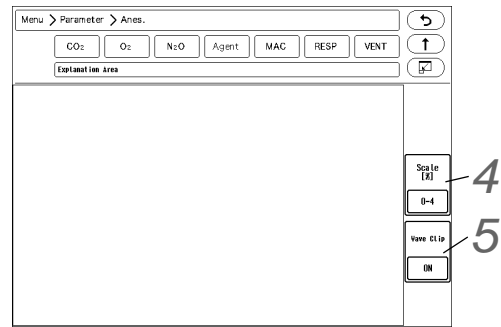 Menu > Parameter > Anes.
CO₂ O₂ N₂O Agent MAC RESP VENT
Explanation Area
Scale
[%]
0-4
4
Wave CLip
ON
5